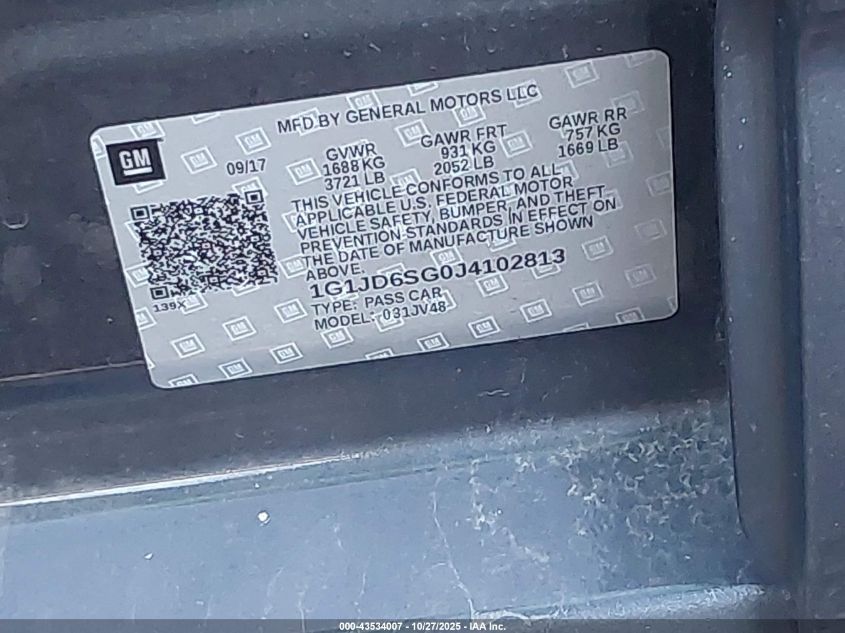 MFD BY GENERAL MOTORS LLC
GM
09/17
GVWR GAWR FRT GAWR RR
1688 KG 931 KG 757 KG
3721 LB 2052 LB 1669 LB
THIS VEHICLE CONFORMS TO ALL
APPLICABLE U.S. FEDERAL MOTOR
VEHICLE SAFETY, BUMPER, AND THEFT
PREVENTION STANDARDS IN EFFECT ON
THE DATE OF MANUFACTURE SHOWN
ABOVE.
1G1JD6SG0J4102813
139X
TYPE: PASS CAR
MODEL: 031JV48
000-43534007 - 10/27/2025 - IAA Inc.